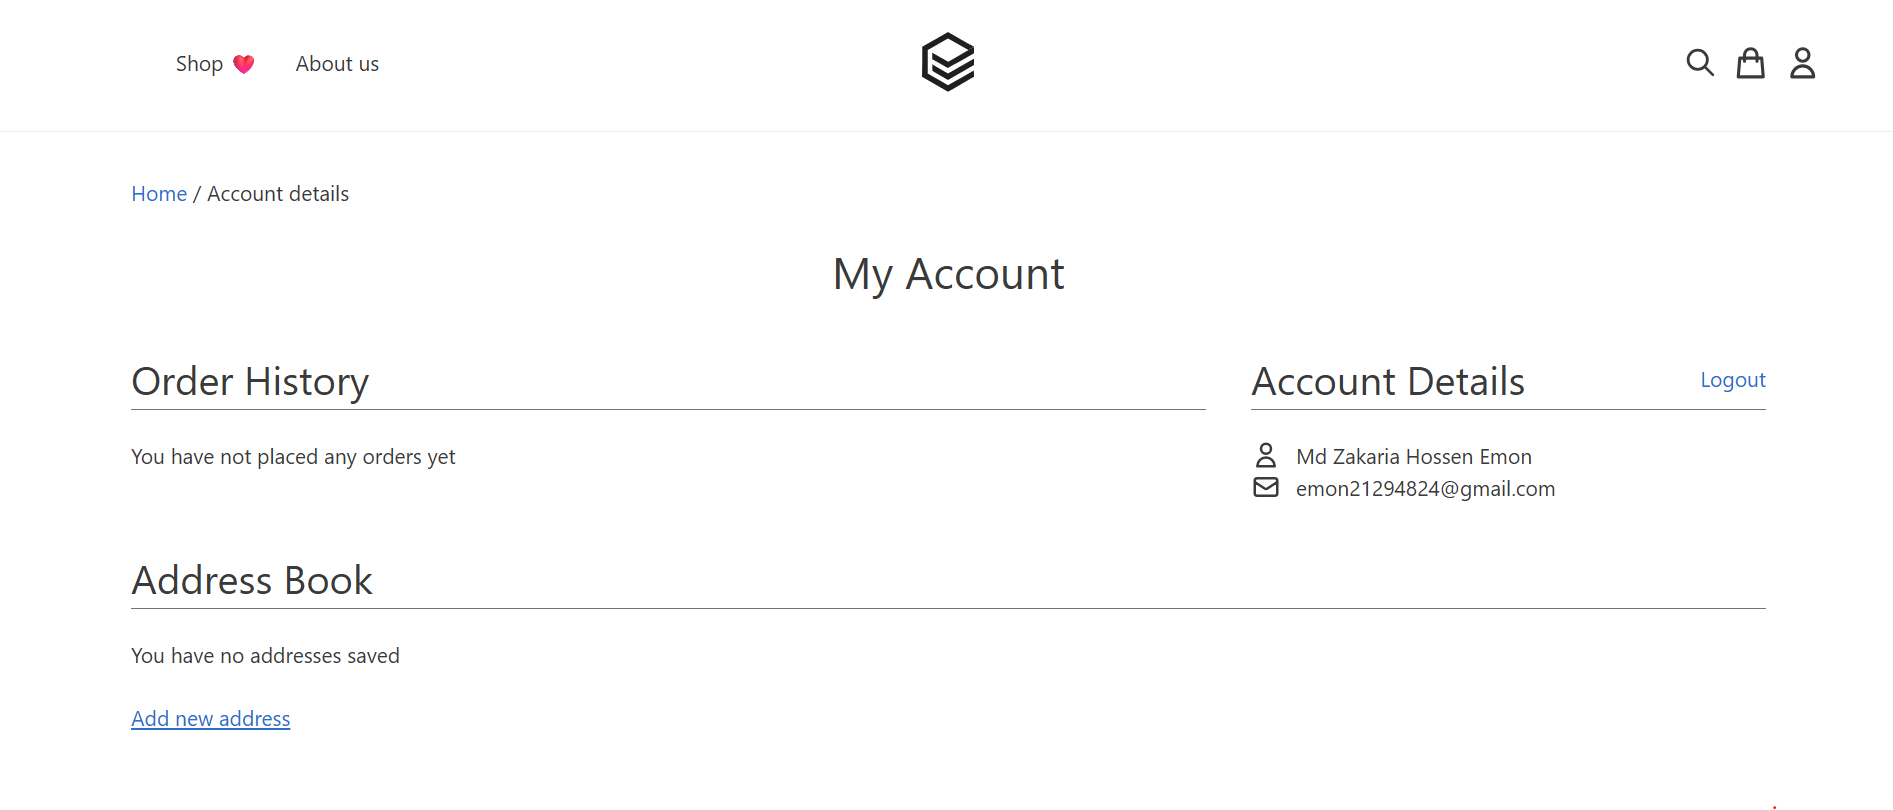 Shop ❤️ About us
Home / Account details
My Account
Order History
You have not placed any orders yet
Account Details Logout
Md Zakaria Hossen Emon
emon21294824@gmail.com
Address Book
You have no addresses saved
Add new address